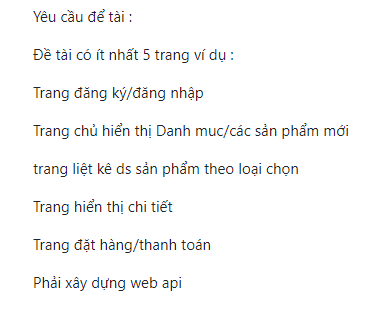 Yêu cầu để tài :
Đề tài có ít nhất 5 trang ví dụ :
Trang đăng ký/đăng nhập
Trang chủ hiển thị Danh muc/các sản phẩm mới
trang liệt kê ds sản phẩm theo loại chọn
Trang hiển thị chi tiết
Trang đặt hàng/thanh toán
Phải xây dựng web api